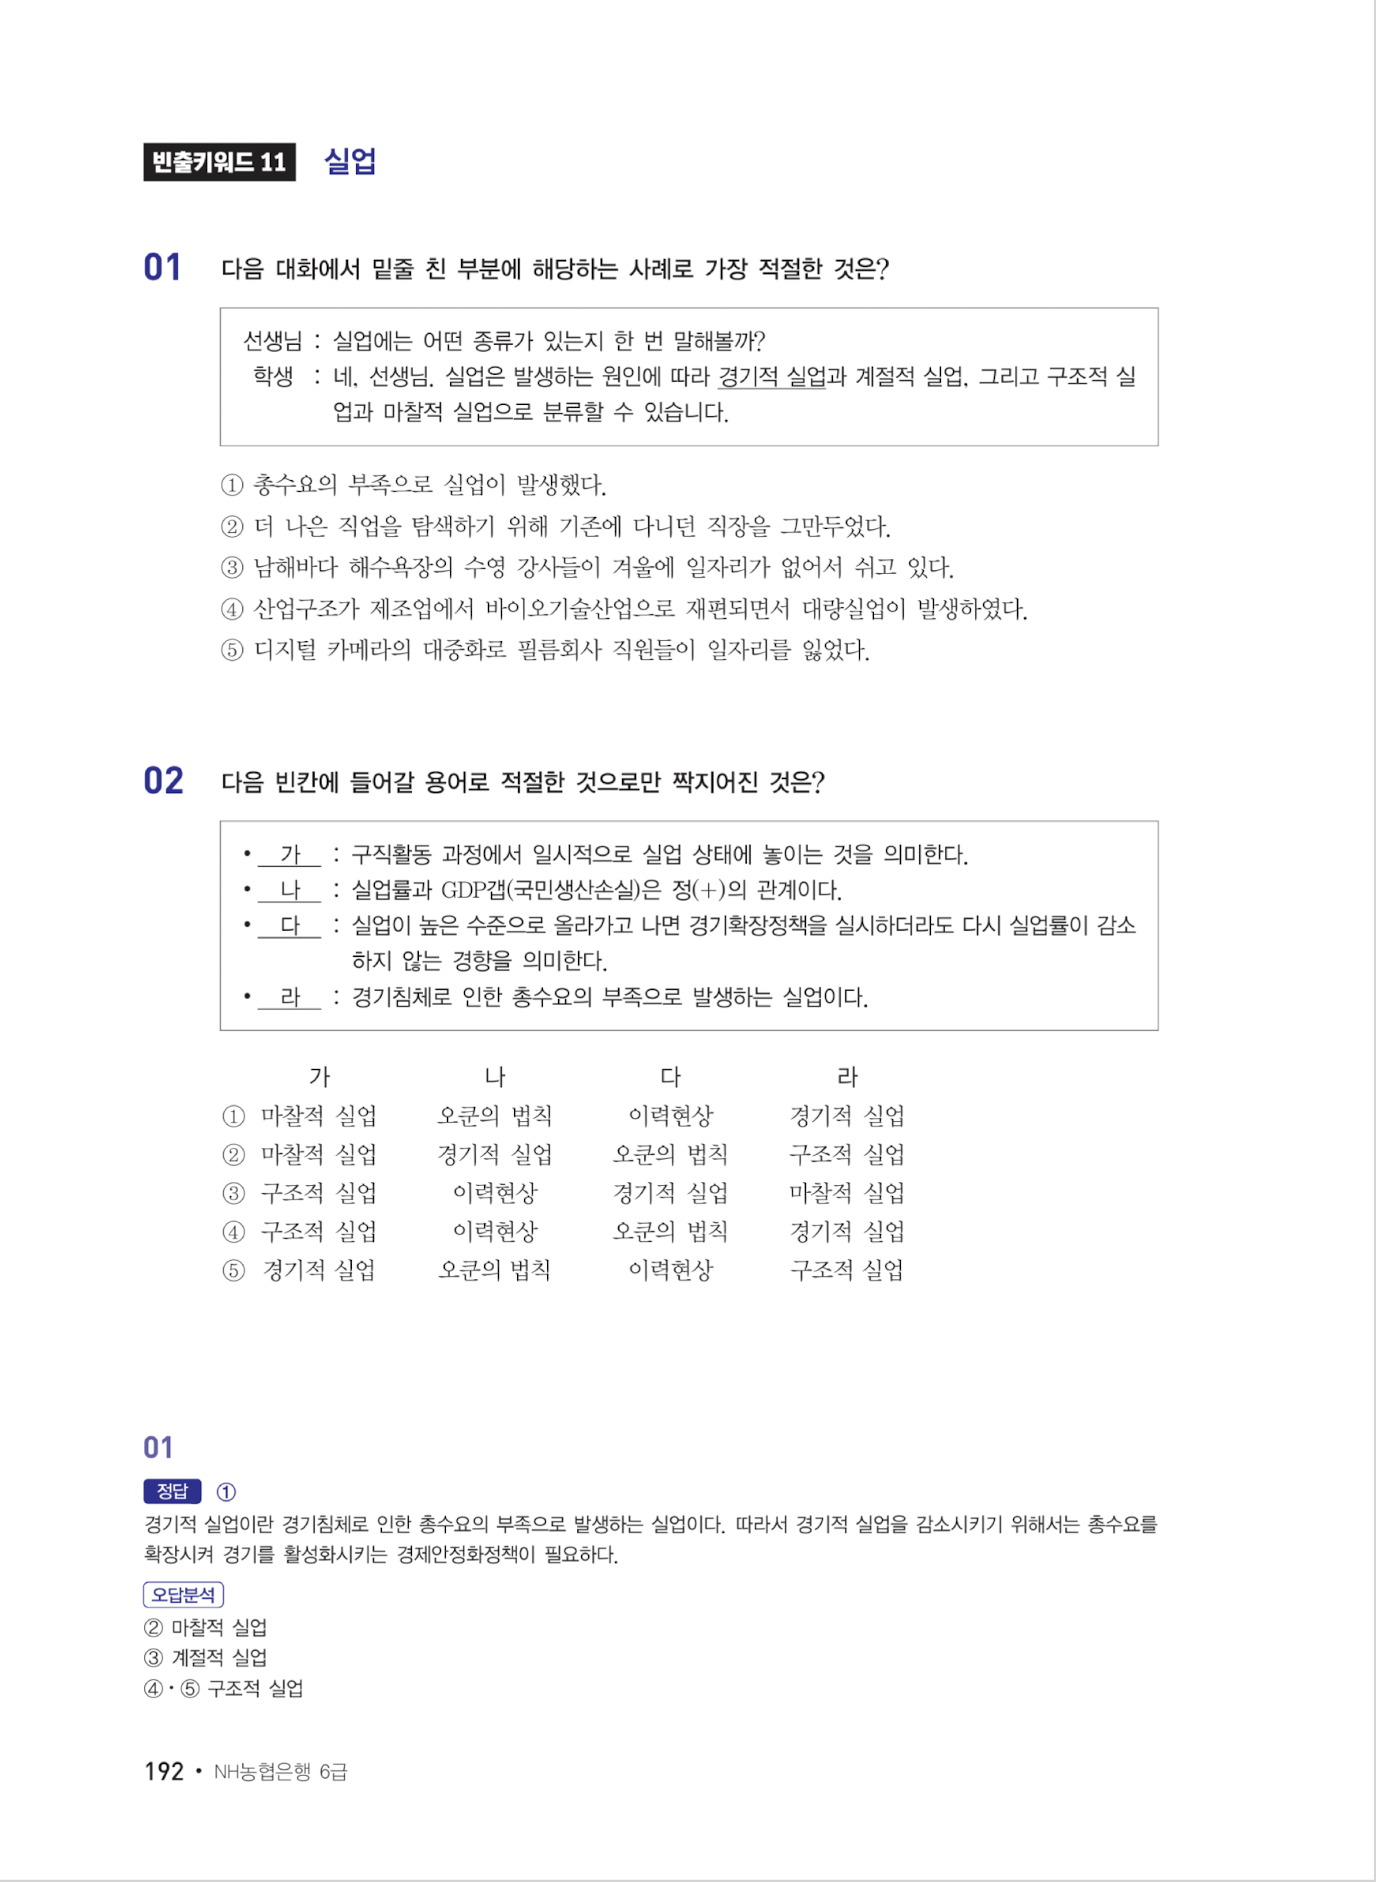 빈출키워드 11 실업
01 다음 대화에서 밑줄 친 부분에 해당하는 사례로 가장 적절한 것은?
선생님 : 실업에는 어떤 종류가 있는지 한 번 말해볼까?
학생 : 네, 선생님. 실업은 발생하는 원인에 따라 경기적 실업과 계절적 실업, 그리고 구조적 실
업과 마찰적 실업으로 분류할 수 있습니다.
① 총수요의 부족으로 실업이 발생했다.
② 더 나은 직업을 탐색하기 위해 기존에 다니던 직장을 그만두었다.
③ 남해바다 해수욕장의 수영 강사들이 겨울에 일자리가 없어서 쉬고 있다.
④ 산업구조가 제조업에서 바이오기술산업으로 재편되면서 대량실업이 발생하였다.
⑤ 디지털 카메라의 대중화로 필름회사 직원들이 일자리를 잃었다.
02 다음 빈칸에 들어갈 용어로 적절한 것으로만 짝지어진 것은?
• 가 : 구직활동 과정에서 일시적으로 실업 상태에 놓이는 것을 의미한다.
• 나 : 실업률과 GDP갭(국민생산손실)은 정(+)의 관계이다.
• 다 : 실업이 높은 수준으로 올라가고 나면 경기확장정책을 실시하더라도 다시 실업률이 감소
하지 않는 경향을 의미한다.
• 라 : 경기침체로 인한 총수요의 부족으로 발생하는 실업이다.
가 나 다 라
① 마찰적 실업 오쿤의 법칙 이력현상 경기적 실업
② 마찰적 실업 경기적 실업 오쿤의 법칙 구조적 실업
③ 구조적 실업 이력현상 경기적 실업 마찰적 실업
④ 구조적 실업 이력현상 오쿤의 법칙 경기적 실업
⑤ 경기적 실업 오쿤의 법칙 이력현상 구조적 실업
01
정답 ①
경기적 실업이란 경기침체로 인한 총수요의 부족으로 발생하는 실업이다. 따라서 경기적 실업을 감소시키기 위해서는 총수요를
확장시켜 경기를 활성화시키는 경제안정화정책이 필요하다.
오답분석
② 마찰적 실업
③ 계절적 실업
④·⑤ 구조적 실업
192 • NH농협은행 6급